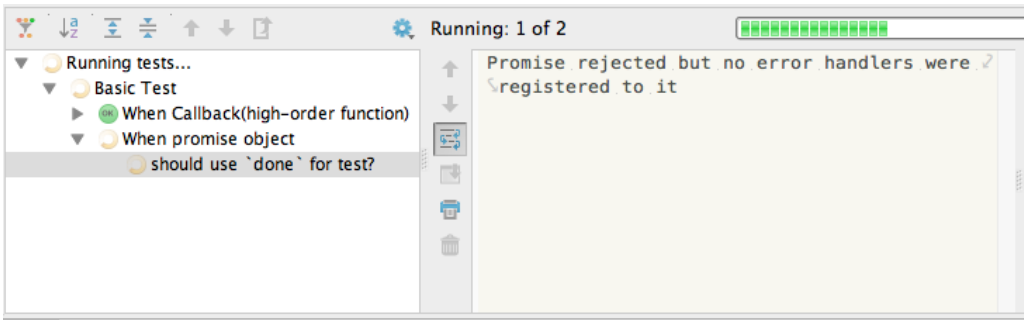 Running: 1 of 2
Running tests...
Basic Test
OK When Callback(high-order function)
When promise object
should use `done` for test?
Promise rejected but no error handlers were
registered to it